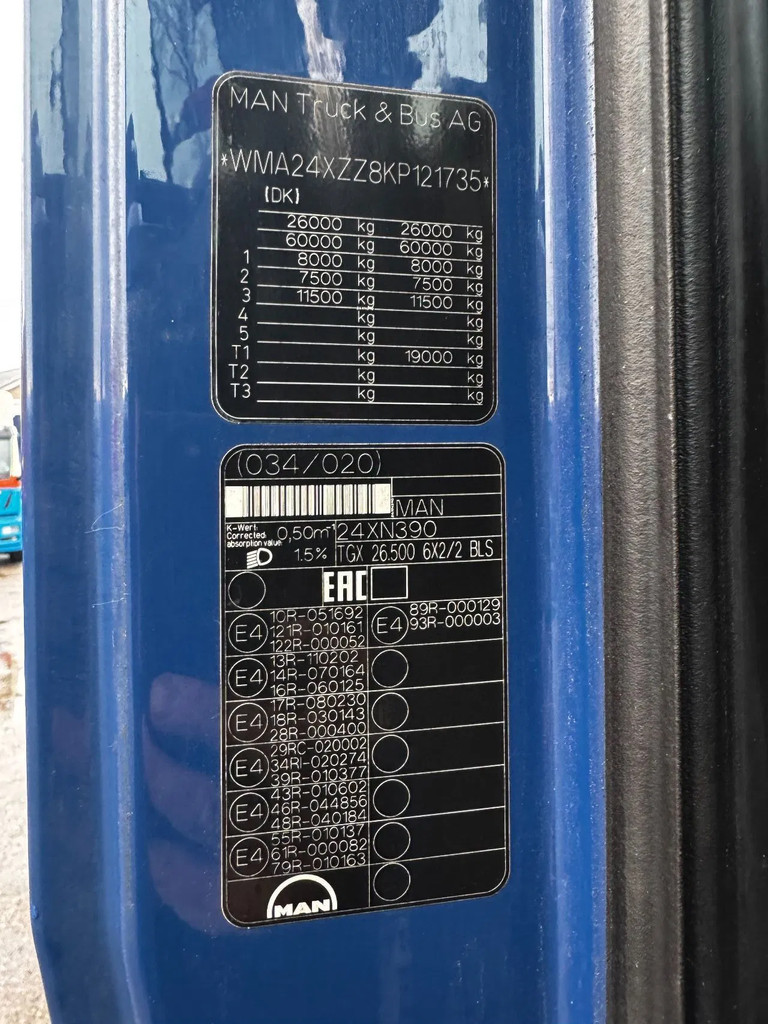 MAN Truck & Bus AG
*WMA24XZZ8KP121735*
(DK)
26000 kg 26000 kg
60000 kg 60000 kg
1 8000 kg 8000 kg
2 7500 kg 7500 kg
3 11500 kg 11500 kg
4 kg kg
5 kg kg
T1 kg 19000 kg
T2 kg kg
T3 kg kg
(034/020)
MAN
K-Wert: Corrected absorption value 0,50m⁻¹ 24XN390
1.5% TGX 26.500 6X2/2 BLS
EAC
E4 10R-051692
121R-010161
122R-000052
E4 89R-000129
93R-000003
E4 13R-110202
14R-070164
16R-060125
E4 17R-080230
18R-030143
28R-000400
E4 29RC-020002
34RI-020274
39R-010377
E4 43R-010602
46R-044856
48R-040184
E4 55R-010137
61R-000082
79R-010163
MAN